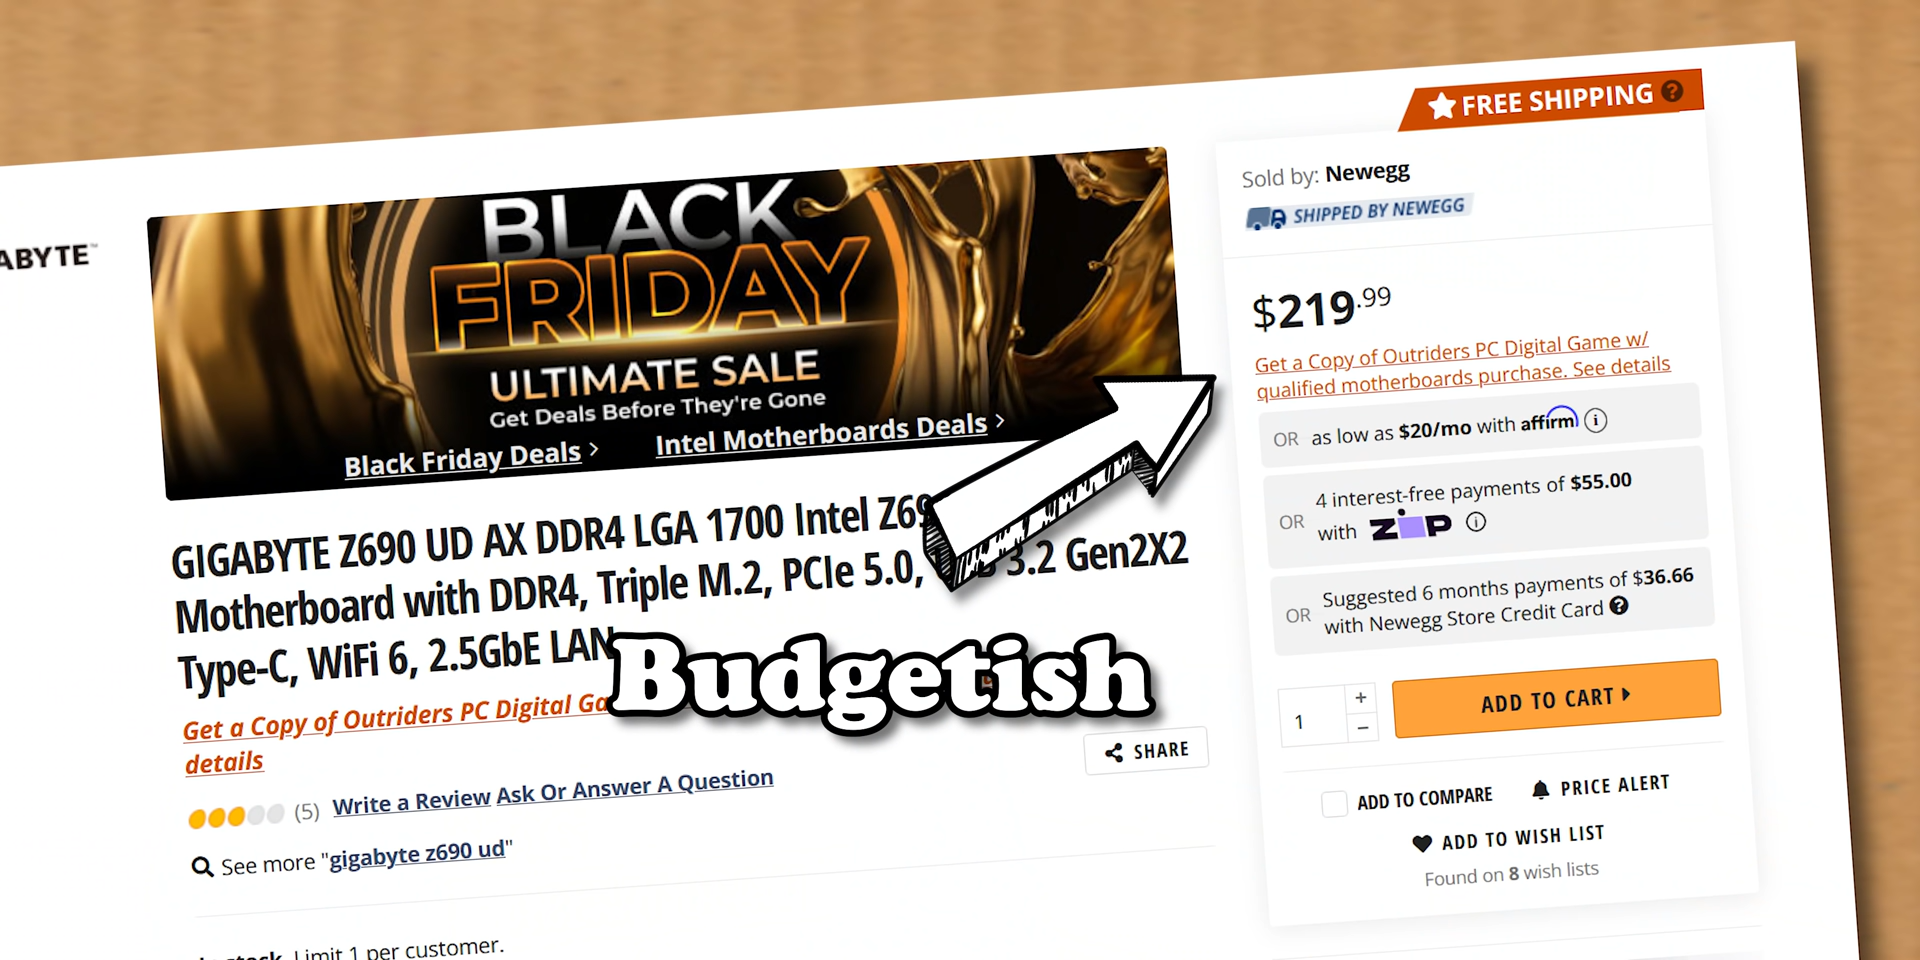 FREE SHIPPING ?
Sold by: Newegg
SHIPPED BY NEWEGG
ABYTE™
BLACK
FRIDAY
ULTIMATE SALE
Get Deals Before They're Gone
Black Friday Deals > Intel Motherboards Deals >
$219.99
Get a Copy of Outriders PC Digital Game w/
qualified motherboards purchase. See details
OR as low as $20/mo with affirm i
OR 4 interest-free payments of $55.00
with ZIP i
OR Suggested 6 months payments of $36.66
with Newegg Store Credit Card ?
GIGABYTE Z690 UD AX DDR4 LGA 1700 Intel Z69
Motherboard with DDR4, Triple M.2, PCIe 5.0, 3.2 Gen2X2
Type-C, WiFi 6, 2.5GbE LAN
Budgetish
Get a Copy of Outriders PC Digital Ga
details
SHARE
(5) Write a Review Ask Or Answer A Question
See more "gigabyte z690 ud"
1 + −
ADD TO CART
ADD TO COMPARE PRICE ALERT
ADD TO WISH LIST
Found on 8 wish lists
stock. Limit 1 per customer.